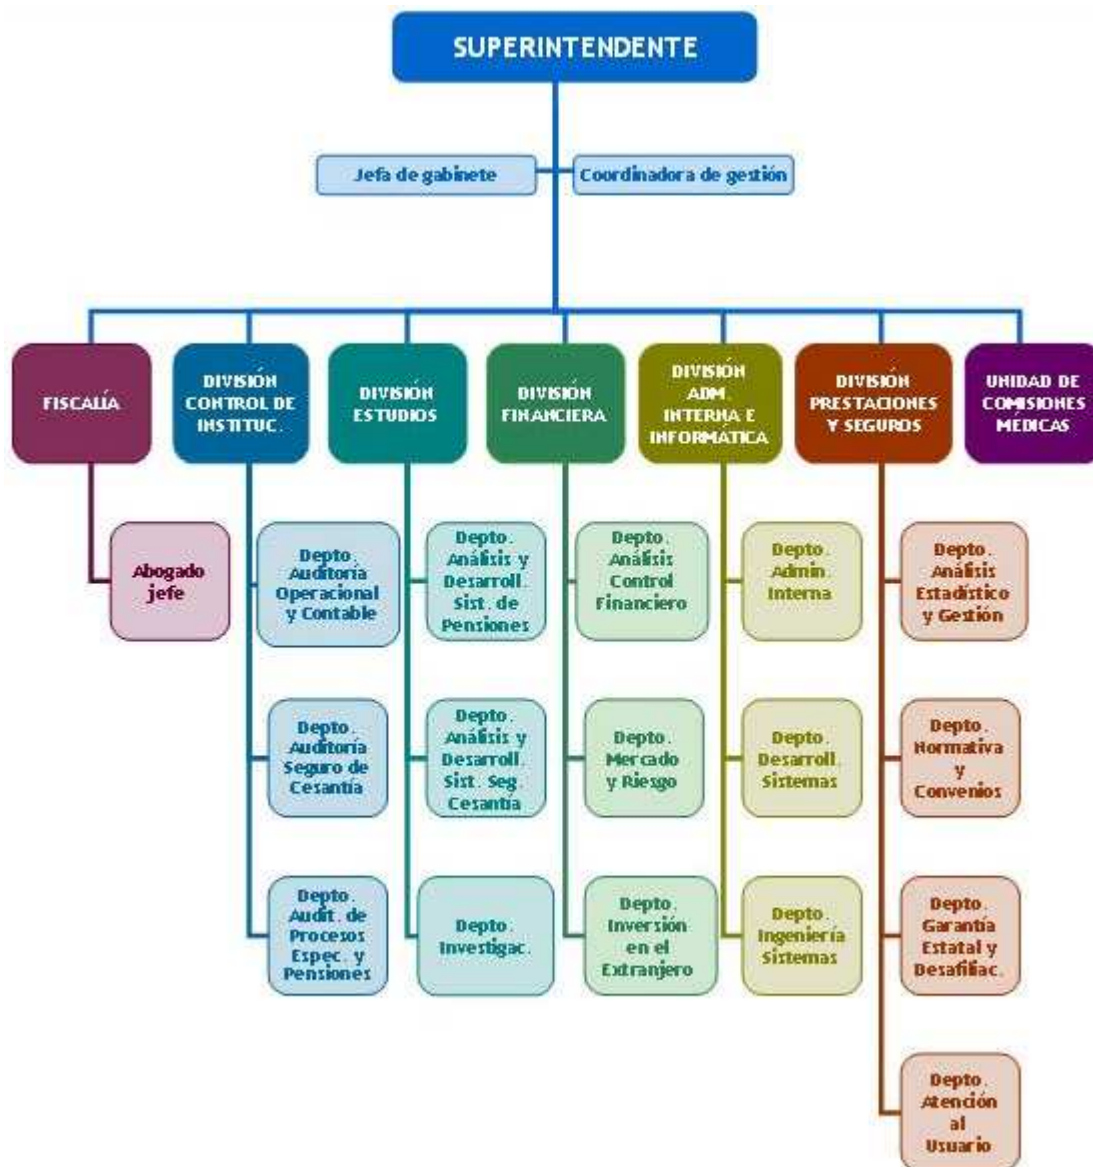 SUPERINTENDENTE
Jefa de gabinete
Coordinadora de gestión
FISCALÍA
DIVISIÓN
CONTROL DE
INSTITUC.
DIVISIÓN
ESTUDIOS
DIVISIÓN
FINANCIERA
DIVISIÓN
ADM.
INTERNA E
INFORMÁTICA
DIVISIÓN
PRESTACIONES
Y SEGUROS
UNIDAD DE
COMISIONES
MÉDICAS
Abogado
jefe
Depto.
Auditoría
Operacional
y Contable
Depto.
Análisis y
Desarroll.
Sist. de
Pensiones
Depto.
Análisis
Control
Financiero
Depto.
Admin.
Interna
Depto.
Análisis
Estadístico
y Gestión
Depto.
Auditoría
Seguro de
Cesantía
Depto.
Análisis y
Desarroll.
Sist. Seg.
Cesantía
Depto.
Mercado
y Riesgo
Depto.
Desarroll.
Sistemas
Depto.
Normativa
y
Convenios
Depto.
Audit. de
Procesos
Espec. y
Pensiones
Depto.
Investigac.
Depto.
Inversión
en el
Extranjero
Depto.
Ingeniería
Sistemas
Depto.
Garantía
Estatal y
Desafiliac.
Depto.
Atención
al
Usuario